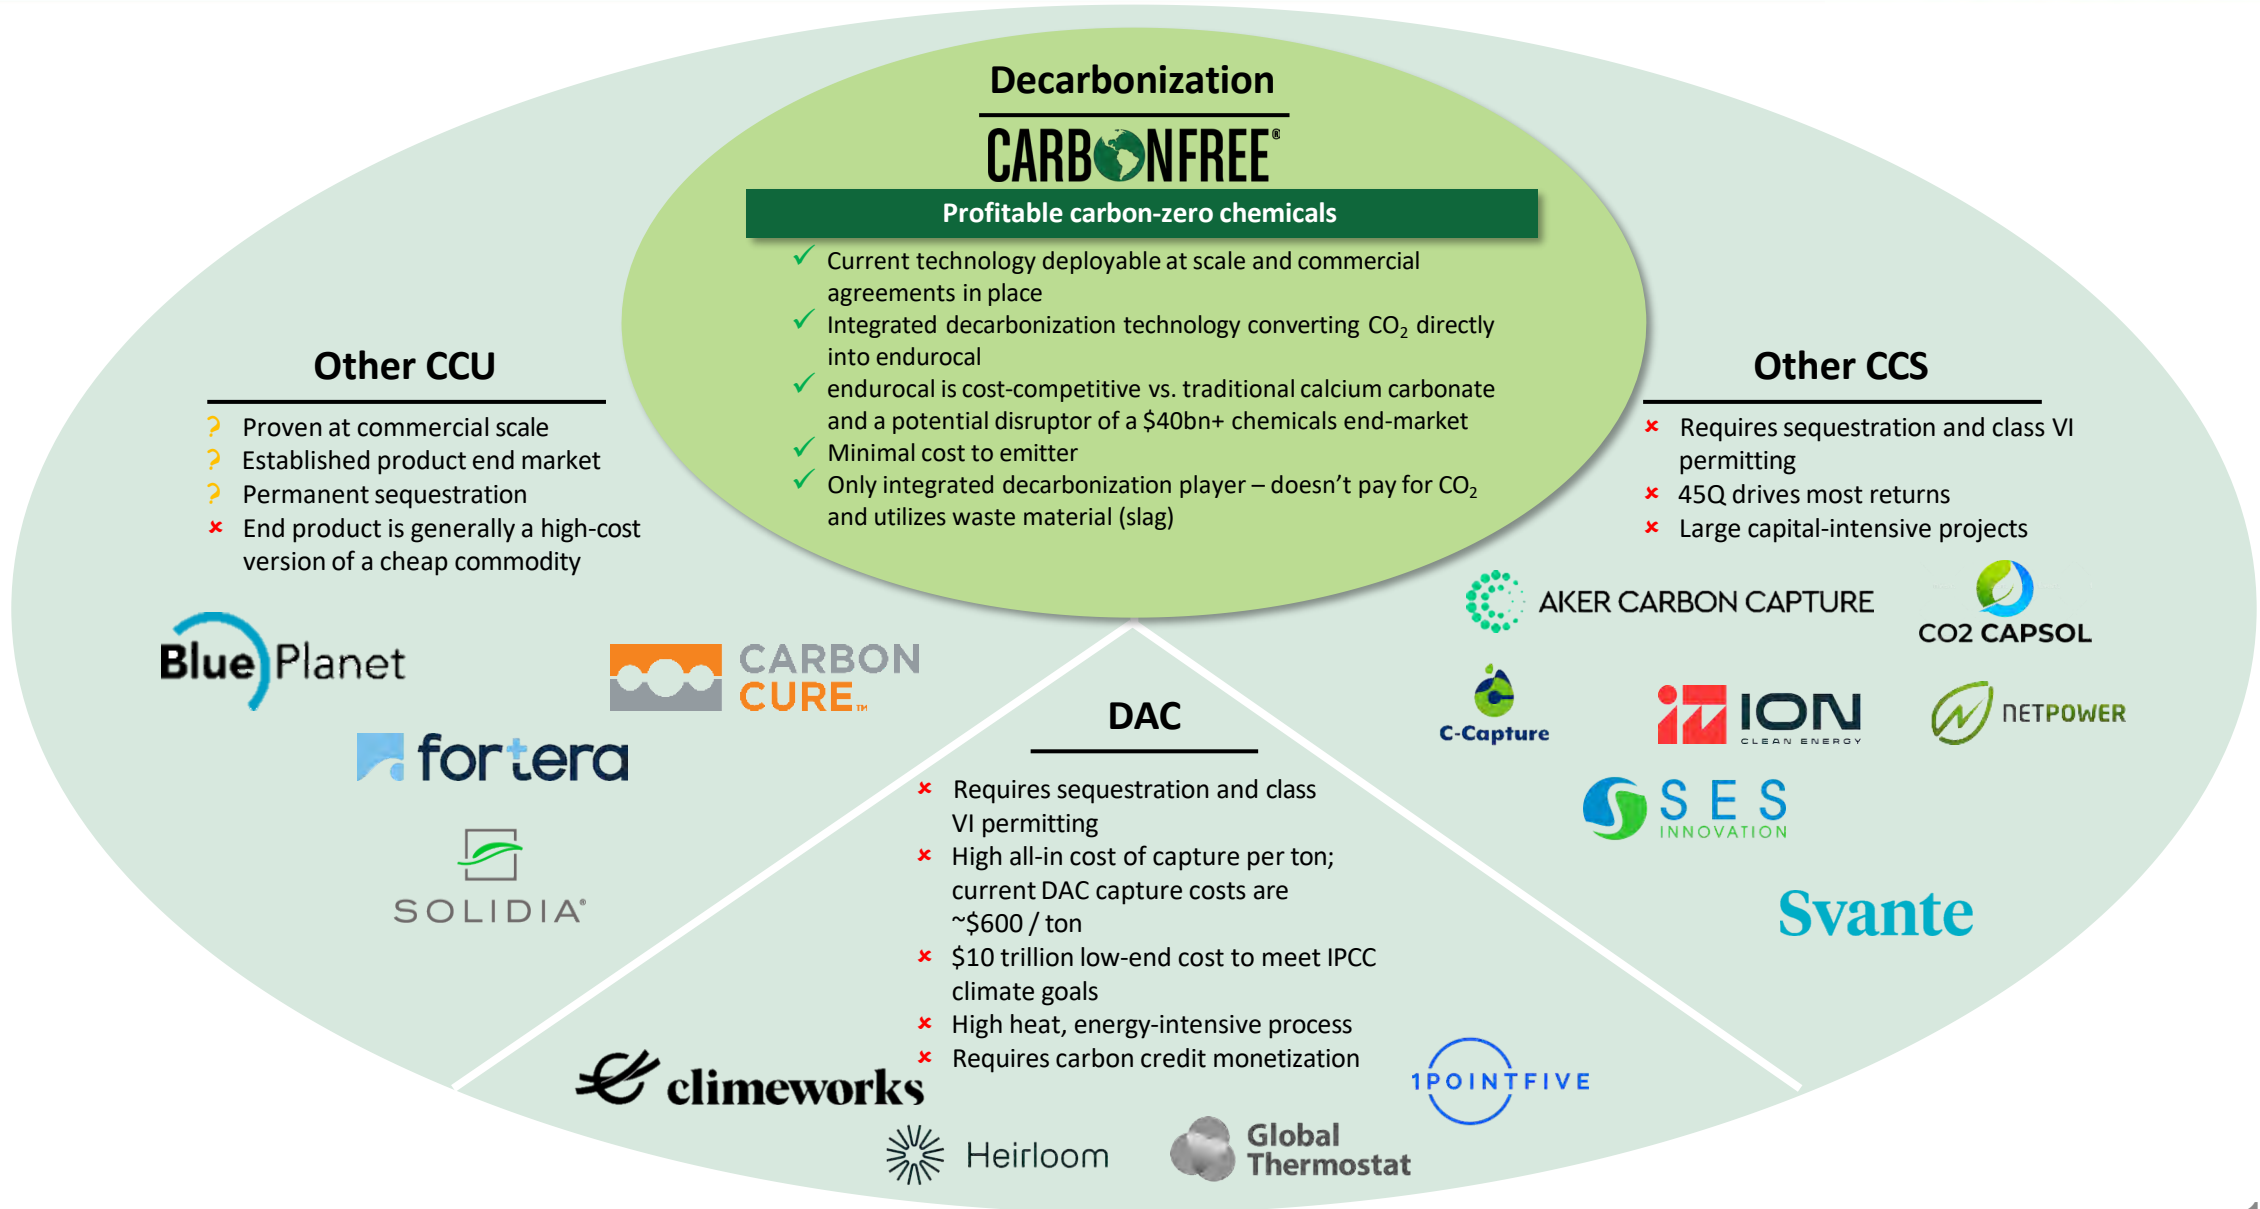 Decarbonization
CARBONFREE®
Profitable carbon-zero chemicals
✓ Current technology deployable at scale and commercial
agreements in place
✓ Integrated decarbonization technology converting CO₂ directly
into endurocal
✓ endurocal is cost-competitive vs. traditional calcium carbonate
and a potential disruptor of a $40bn+ chemicals end-market
✓ Minimal cost to emitter
✓ Only integrated decarbonization player – doesn’t pay for CO₂
and utilizes waste material (slag)
Other CCU
? Proven at commercial scale
? Established product end market
? Permanent sequestration
× End product is generally a high-cost
version of a cheap commodity
Blue Planet
CARBON
CURE™
fortera
SOLIDIA®
DAC
× Requires sequestration and class
VI permitting
× High all-in cost of capture per ton;
current DAC capture costs are
~$600 / ton
× $10 trillion low-end cost to meet IPCC
climate goals
× High heat, energy-intensive process
× Requires carbon credit monetization
climeworks
Heirloom
Global
Thermostat
1POINTFIVE
Other CCS
× Requires sequestration and class VI
permitting
× 45Q drives most returns
× Large capital-intensive projects
AKER CARBON CAPTURE
CO2 CAPSOL
C-Capture
ION
CLEAN ENERGY
NETPOWER
SES
INNOVATION
Svante